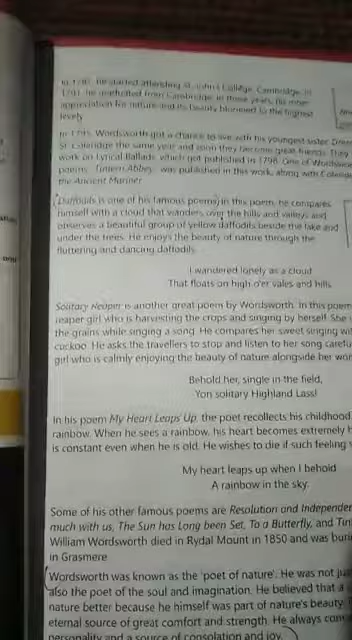 In 1787, he started attending St. John's College, Cambridge. In
1791, he graduated from Cambridge. In those years, his inner
appreciation for nature and its beauty bloomed to the highest
level.
In 1795, Wordsworth got a chance to live with his youngest sister
S.T. Coleridge the same year and soon they become great friends. They
work on Lyrical Ballads, which got published in 1798. One of
poems, Tintern Abbey, was published in this work, along with
the Ancient Mariner
Daffodils is one of his famous poems, in this poem, he compares
himself with a cloud that wanders over the hills and valleys and
observes a beautiful group of yellow daffodils beside the lake and
under the trees. He enjoys the beauty of nature through the
fluttering and dancing daffodils.
I wandered lonely as a cloud
That floats on high o'er vales and hills
Solitary Reaper is another great poem by Wordsworth. In this poem
reaper girl who is harvesting the crops and singing by herself. She
the grains while singing a song. He compares her sweet singing
cuckoo. He asks the travellers to stop and listen to her song
girl who is calmly enjoying the beauty of nature alongside her
Behold her, single in the field,
Yon solitary Highland Lass!
In his poem My Heart Leaps Up, the poet recollects his childhood
rainbow. When he sees a rainbow, his heart becomes extremely
is constant even when he is old. He wishes to die if such feeling
My heart leaps up when I behold
A rainbow in the sky.
Some of his other famous poems are Resolution and
much with us, The Sun has Long been Set, To a Butterfly, and
William Wordsworth died in Rydal Mount in 1850 and was
in Grasmere
Wordsworth was known as the 'poet of nature'. He was not
also the poet of the soul and imagination. He believed that
nature better because he himself was part of nature's beauty.
eternal source of great comfort and strength. He always
personality and a source of consolation and joy.